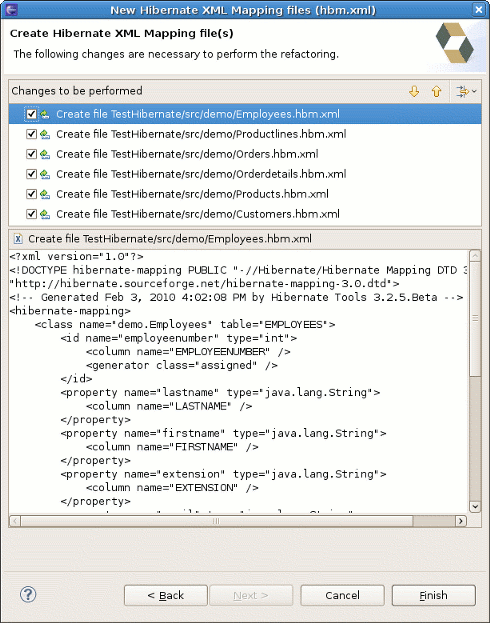 New Hibernate XML Mapping files (hbm.xml)
Create Hibernate XML Mapping file(s)
The following changes are necessary to perform the refactoring.
Changes to be performed
Create file TestHibernate/src/demo/Employees.hbm.xml
Create file TestHibernate/src/demo/Productlines.hbm.xml
Create file TestHibernate/src/demo/Orders.hbm.xml
Create file TestHibernate/src/demo/Orderdetails.hbm.xml
Create file TestHibernate/src/demo/Products.hbm.xml
Create file TestHibernate/src/demo/Customers.hbm.xml
Create file TestHibernate/src/demo/Employees.hbm.xml
<?xml version="1.0"?>
<!DOCTYPE hibernate-mapping PUBLIC "-//Hibernate/Hibernate Mapping DTD 3
"http://hibernate.sourceforge.net/hibernate-mapping-3.0.dtd">
<!-- Generated Feb 3, 2010 4:02:08 PM by Hibernate Tools 3.2.5.Beta -->
<hibernate-mapping>
<class name="demo.Employees" table="EMPLOYEES">
<id name="employeenumber" type="int">
<column name="EMPLOYEENUMBER" />
<generator class="assigned" />
</id>
<property name="lastname" type="java.lang.String">
<column name="LASTNAME" />
</property>
<property name="firstname" type="java.lang.String">
<column name="FIRSTNAME" />
</property>
<property name="extension" type="java.lang.String">
<column name="EXTENSION" />
</property>
< Back
Next >
Cancel
Finish